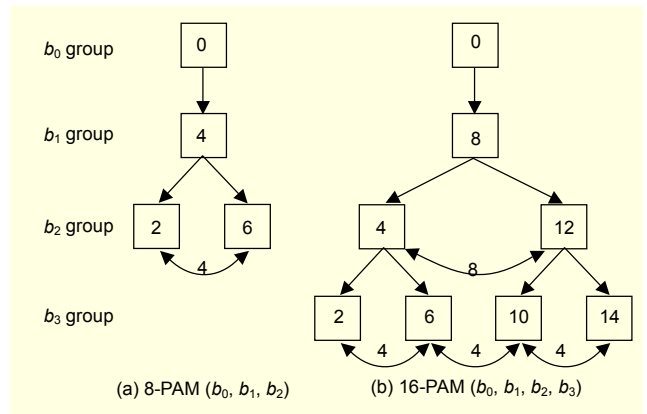 b0 group 0 0
b1 group 4 8
b2 group 2 6 4 12
4 8
b3 group 2 6 10 14
4 4 4
(a) 8-PAM (b0, b1, b2) (b) 16-PAM (b0, b1, b2, b3)